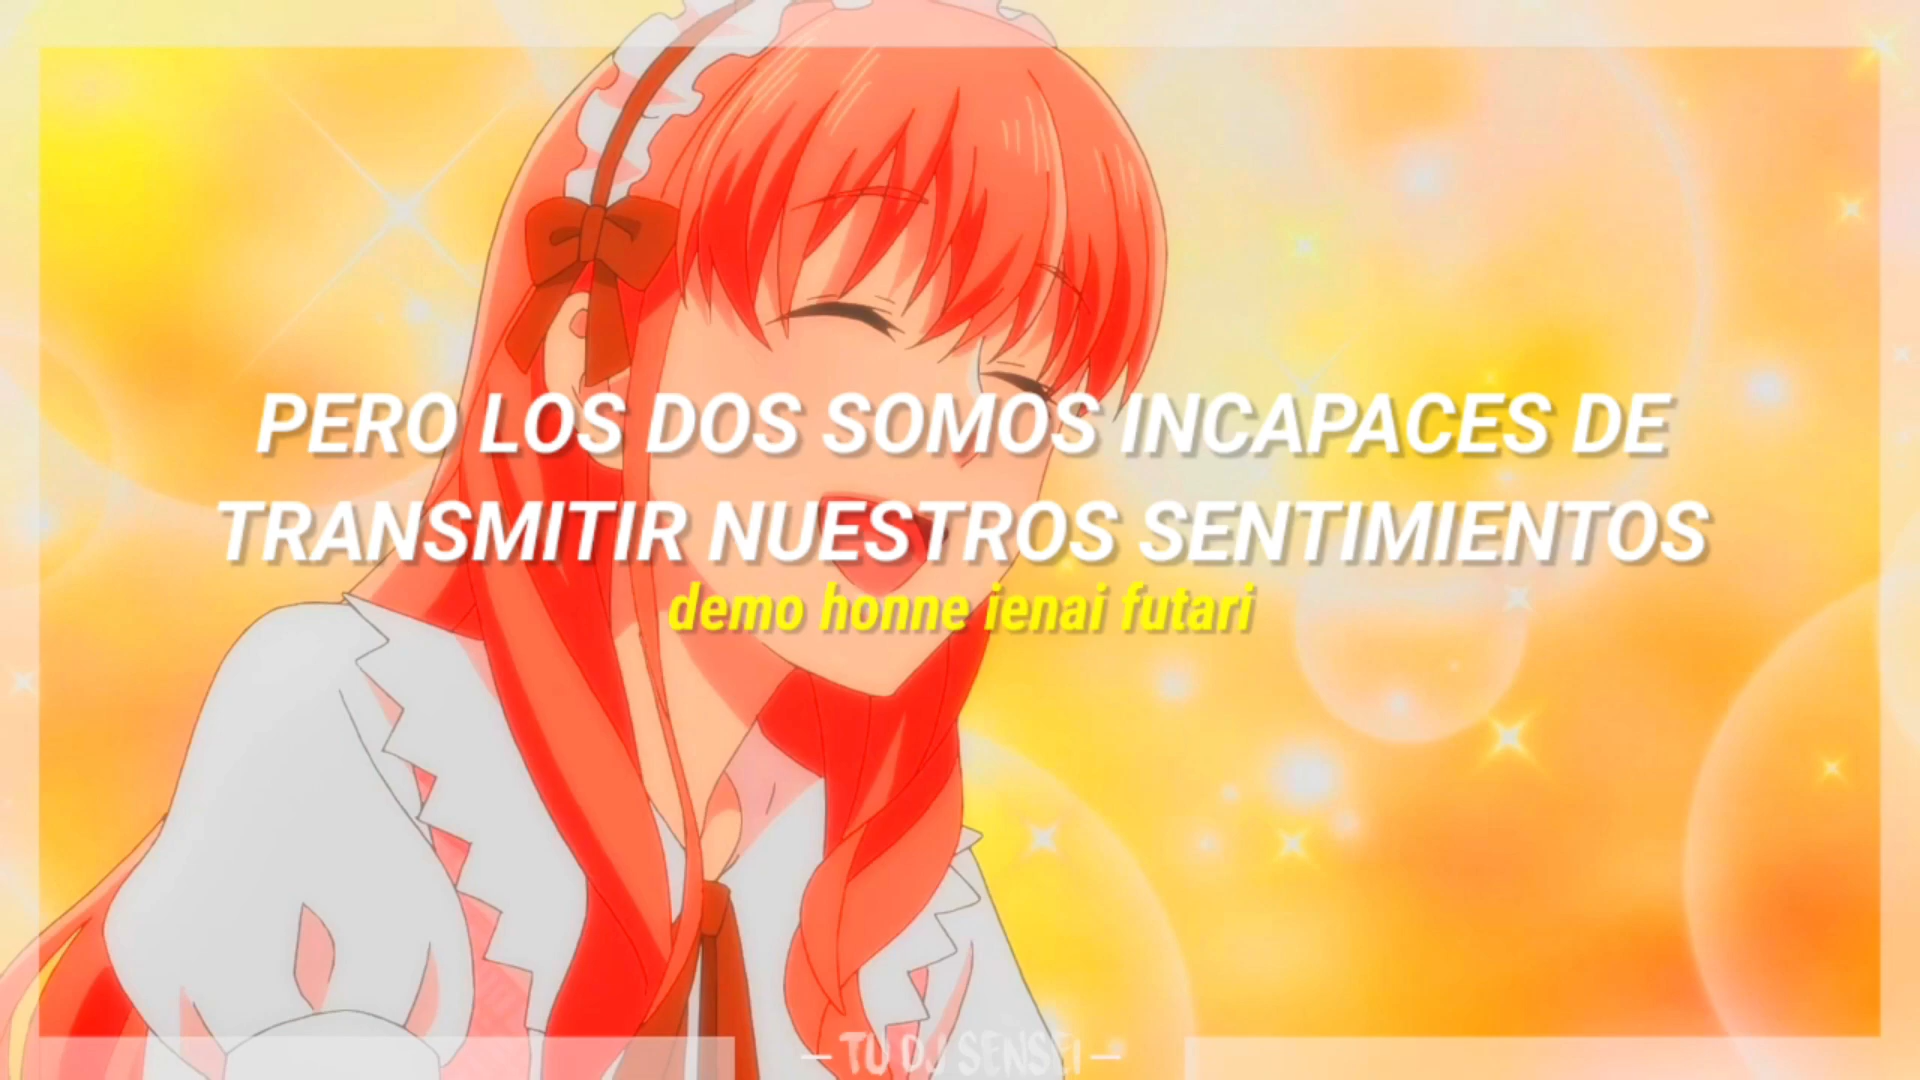 PERO LOS DOS SOMOS INCAPACES DE
TRANSMITIR NUESTROS SENTIMIENTOS
demo honne ienai futari
— TU DJ SENSEI —